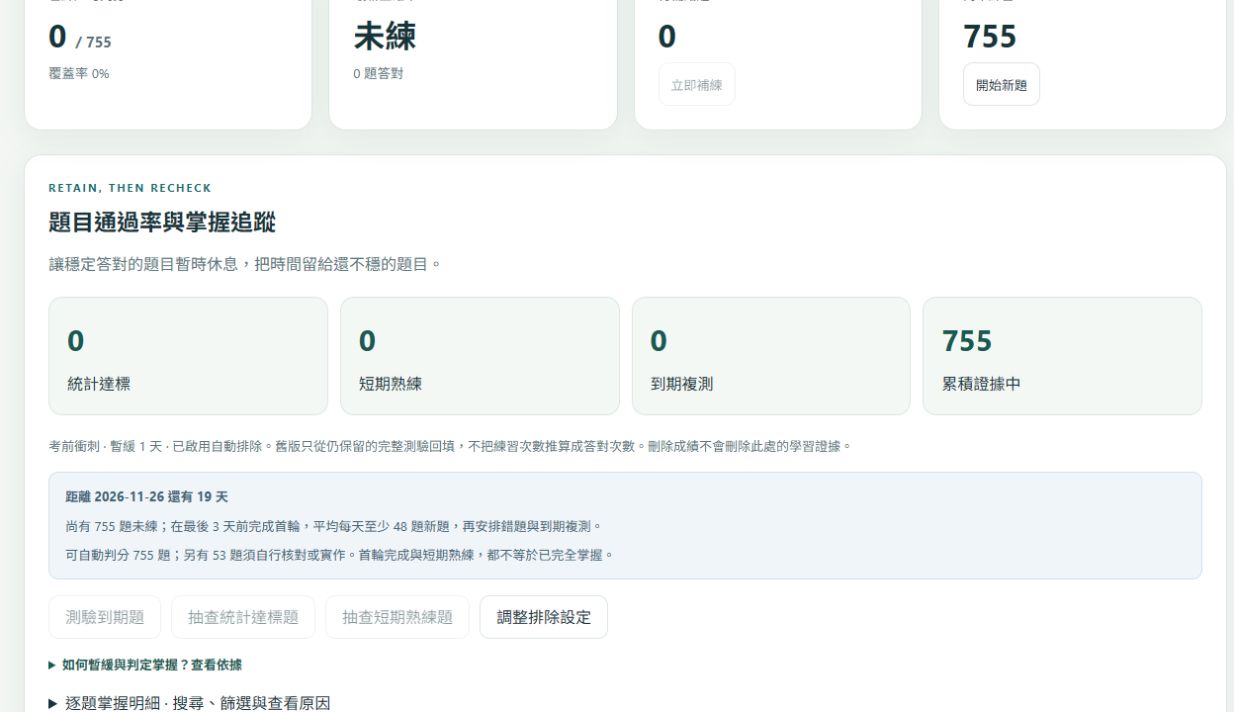 0 / 755
覆蓋率 0%
未練
0 題答對
0
立即補練
755
開始新題
RETAIN, THEN RECHECK
題目通過率與掌握追蹤
讓穩定答對的題目暫時休息，把時間留給還不穩的題目。
0
統計達標
0
短期熟練
0
到期複測
755
累積證據中
考前衝刺 · 暫緩 1 天 · 已啟用自動排除。舊版只從仍保留的完整測驗回填，不把練習次數推算成答對次數。刪除成績不會刪除此處的學習證據。
距離 2026-11-26 還有 19 天
尚有 755 題未練；在最後 3 天前完成首輪，平均每天至少 48 題新題，再安排錯題與到期複測。
可自動判分 755 題；另有 53 題須自行核對或實作。首輪完成與短期熟練，都不等於已完全掌握。
測驗到期題
抽查統計達標題
抽查短期熟練題
調整排除設定
▶ 如何暫緩與判定掌握？查看依據
▶ 逐題掌握明細 · 搜尋、篩選與查看原因